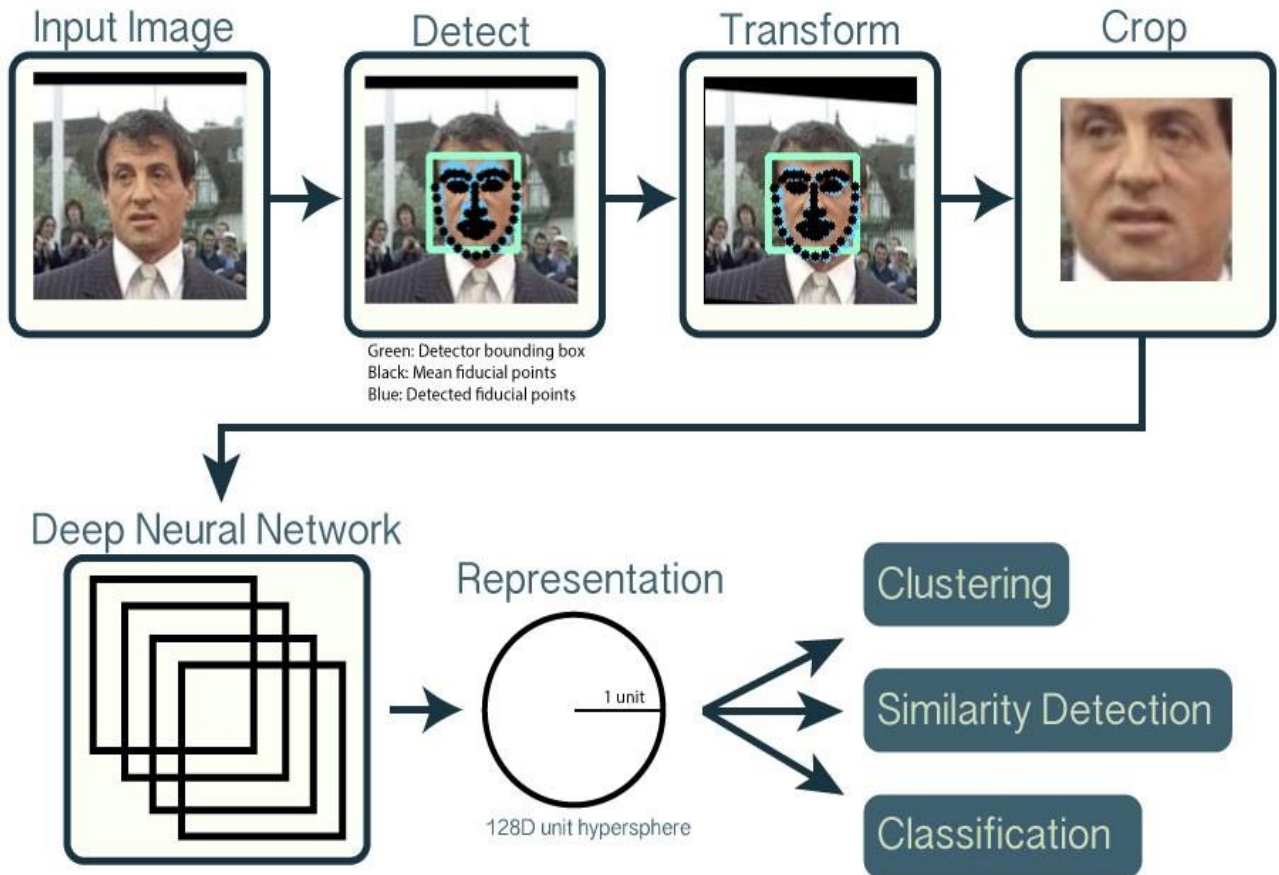 Input Image
Detect
Transform
Crop
Green: Detector bounding box
Black: Mean fiducial points
Blue: Detected fiducial points
Deep Neural Network
Representation
1 unit
128D unit hypersphere
Clustering
Similarity Detection
Classification